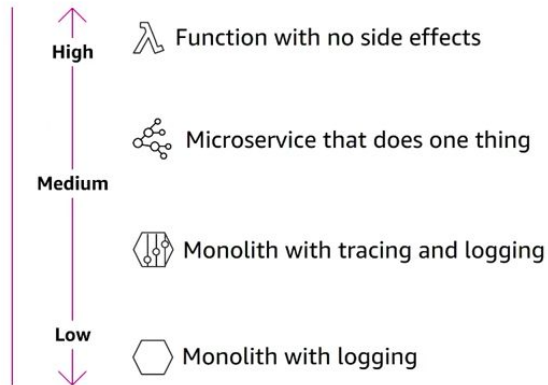 High
Function with no side effects
Microservice that does one thing
Medium
Monolith with tracing and logging
Low
Monolith with logging